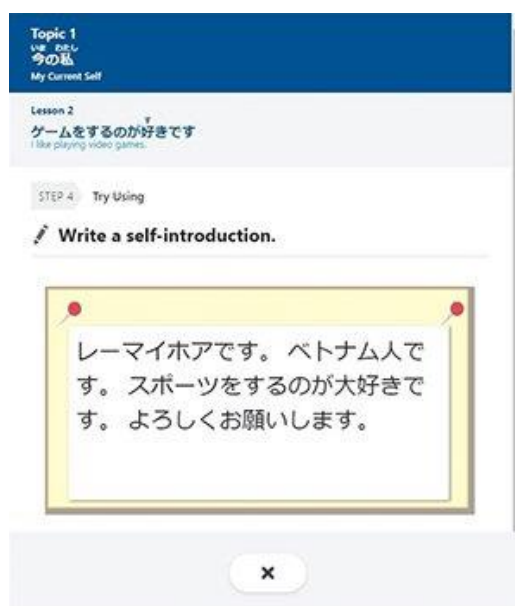 Topic 1
いま わたし
今の私
My Current Self
Lesson 2
す
ゲームをするのが好きです
I like playing video games.
STEP 4 Try Using
Write a self-introduction.
レーマイホアです。 ベトナム人で
す。 スポーツをするのが大好きで
す。 よろしくお願いします。
×